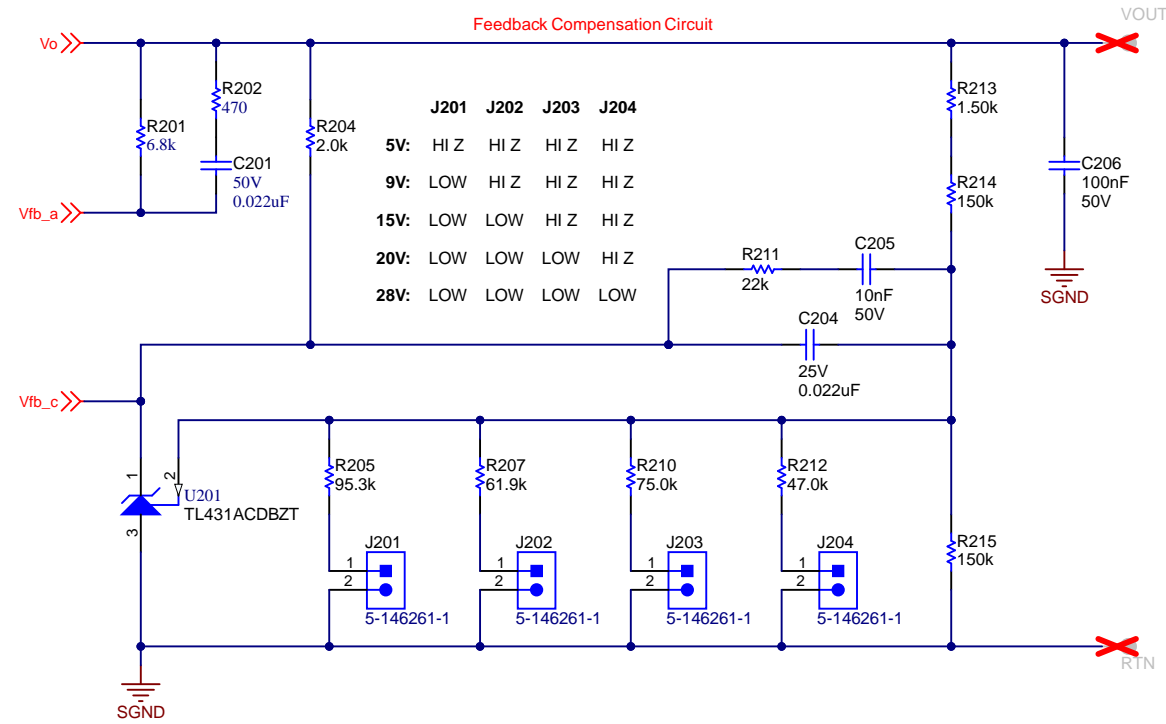 Feedback Compensation Circuit
VOUT
Vo
R202
470
R213
1.50k
R201
6.8k
R204
2.0k
C201
50V
0.022uF
J201 J202 J203 J204
5V: HI Z HI Z HI Z HI Z
9V: LOW HI Z HI Z HI Z
15V: LOW LOW HI Z HI Z
20V: LOW LOW LOW HI Z
28V: LOW LOW LOW LOW
C206
100nF
50V
R214
150k
Vfb_a
R211
22k
C205
10nF
50V
SGND
C204
25V
0.022uF
Vfb_c
R205
95.3k
R207
61.9k
R210
75.0k
R212
47.0k
1
2
3
U201
TL431ACDBZT
R215
150k
J201
1
2
5-146261-1
J202
1
2
5-146261-1
J203
1
2
5-146261-1
J204
1
2
5-146261-1
RTN
SGND